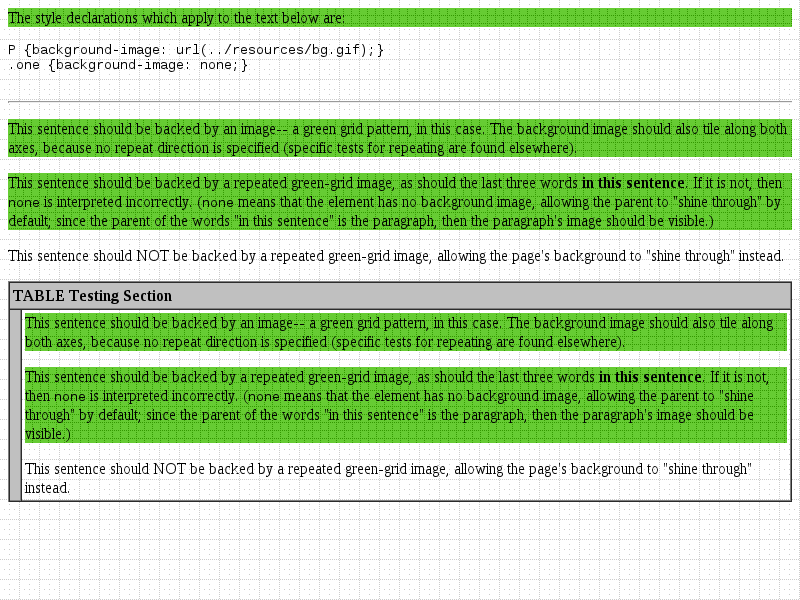 The style declarations which apply to the text below are:
P {background-image: url(../resources/bg.gif);}
.one {background-image: none;}
This sentence should be backed by an image-- a green grid pattern, in this case. The background image should also tile along both
axes, because no repeat direction is specified (specific tests for repeating are found elsewhere).
This sentence should be backed by a repeated green-grid image, as should the last three words in this sentence. If it is not, then
none is interpreted incorrectly. (none means that the element has no background image, allowing the parent to "shine through" by
default; since the parent of the words "in this sentence" is the paragraph, then the paragraph's image should be visible.)
This sentence should NOT be backed by a repeated green-grid image, allowing the page's background to "shine through" instead.
TABLE Testing Section
This sentence should be backed by an image-- a green grid pattern, in this case. The background image should also tile along
both axes, because no repeat direction is specified (specific tests for repeating are found elsewhere).
This sentence should be backed by a repeated green-grid image, as should the last three words in this sentence. If it is not,
then none is interpreted incorrectly. (none means that the element has no background image, allowing the parent to "shine
through" by default; since the parent of the words "in this sentence" is the paragraph, then the paragraph's image should be
visible.)
This sentence should NOT be backed by a repeated green-grid image, allowing the page's background to "shine through"
instead.